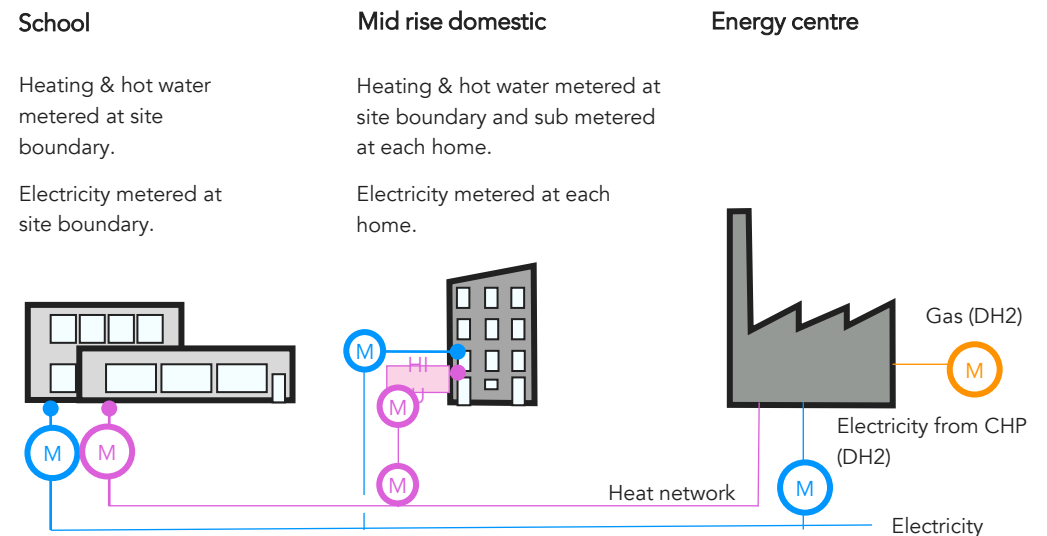 School
Heating & hot water
metered at site
boundary.
Electricity metered at
site boundary.
Mid rise domestic
Heating & hot water metered at
site boundary and sub metered
at each home.
Electricity metered at each
home.
Energy centre
M
HI
U
M
M
M
M
Gas (DH2)
M
Electricity from CHP
(DH2)
M
Heat network
Electricity